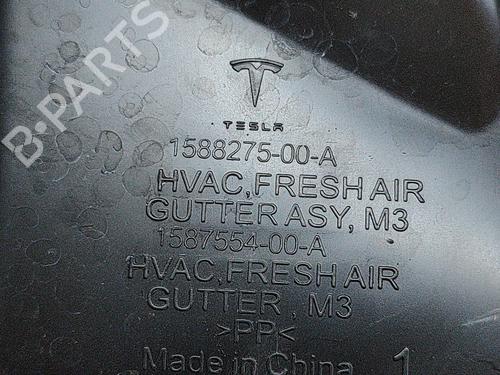 B-PARTS
TESLA
1588275-00-A
HVAC,FRESH AIR
GUTTER ASY, M3
1587554-00-A
HVAC,FRESH AIR
GUTTER , M3
>PP<
Made in China 1